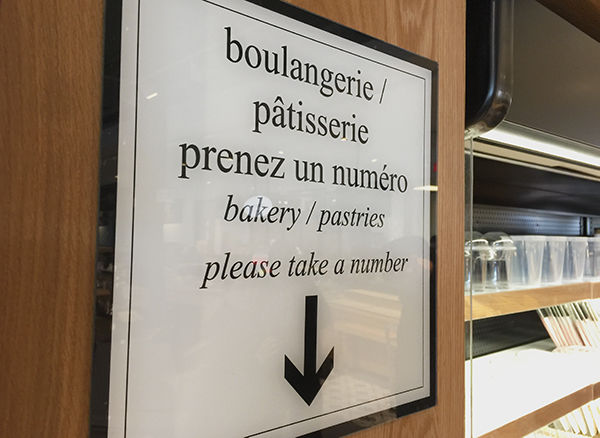 boulangerie /
pâtisserie
prenez un numéro
bakery / pastries
please take a number